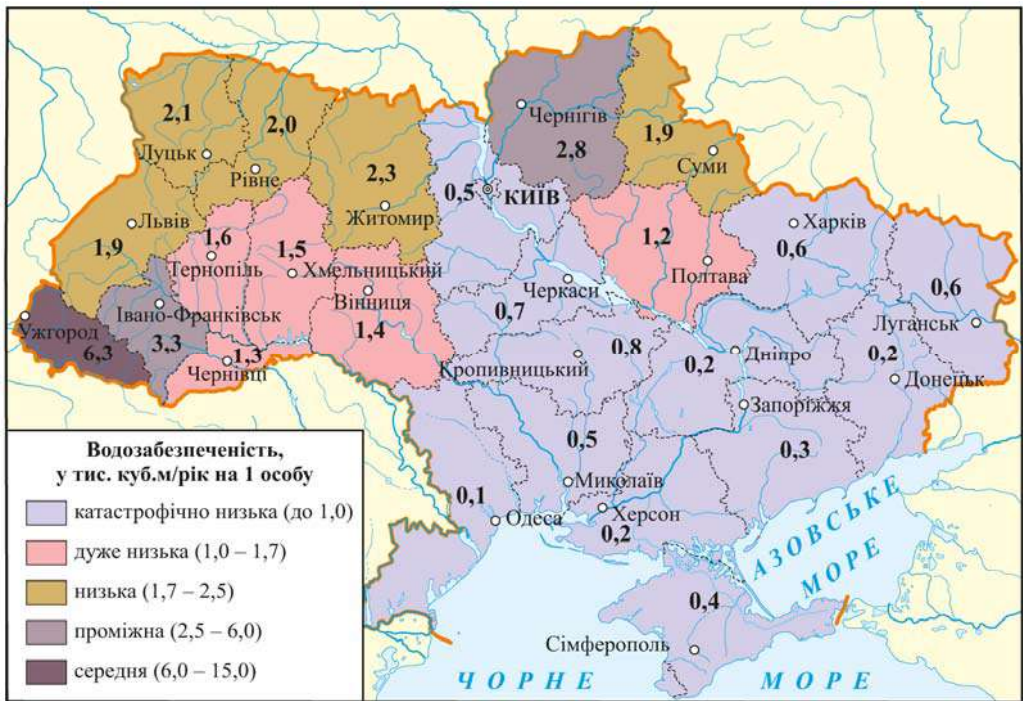 2,1
2,0
Луцьк
Рівне
2,3
Житомир
Чернігів
2,8
1,9
Суми
0,5
КИЇВ
Львів
1,9
1,6
Тернопіль
1,5
Хмельницький
Вінниця
1,4
1,2
Полтава
Харків
0,6
0,6
Луганськ
Ужгород
6,3
Івано-Франківськ
3,3
1,3
Чернівці
Черкаси
0,7
Кропивницький
0,8
0,2
Дніпро
0,2
Донецьк
Запоріжжя
0,3
0,5
Миколаїв
0,1
Одеса
Херсон
0,2
0,4
Сімферополь
АЗОВСЬКЕ
МОРЕ
ЧОРНЕ МОРЕ
Водозабезпеченість,
у тис. куб.м/рік на 1 особу
катастрофічно низька (до 1,0)
дуже низька (1,0 – 1,7)
низька (1,7 – 2,5)
проміжна (2,5 – 6,0)
середня (6,0 – 15,0)